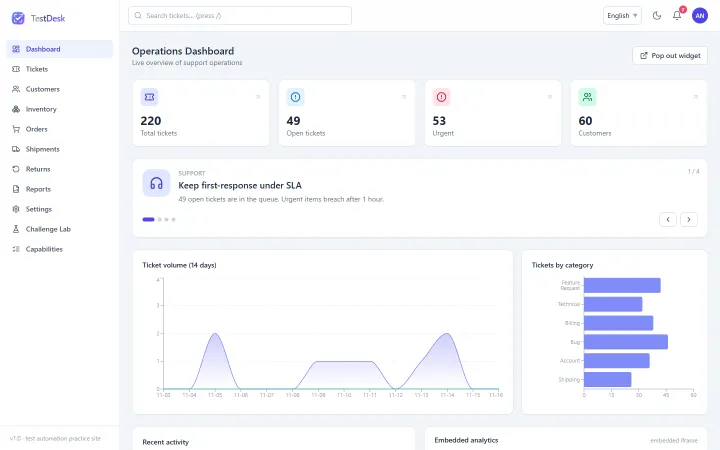 TestDesk
Search tickets... (press /)
English
7
AN
Dashboard
Tickets
Customers
Inventory
Orders
Shipments
Returns
Reports
Settings
Challenge Lab
Capabilities
v1.0 · test automation practice site
Operations Dashboard
Live overview of support operations
Pop out widget
220
Total tickets
49
Open tickets
53
Urgent
60
Customers
SUPPORT
1 / 4
Keep first-response under SLA
49 open tickets are in the queue. Urgent items breach after 1 hour.
Ticket volume (14 days)
4
3
2
1
0
11-03 11-04 11-05 11-06 11-07 11-08 11-09 11-10 11-11 11-12 11-13 11-14 11-15 11-16
Tickets by category
Feature
Request
Technical
Billing
Bug
Account
Shipping
0 15 30 45 60
Recent activity
Embedded analytics
embedded iframe